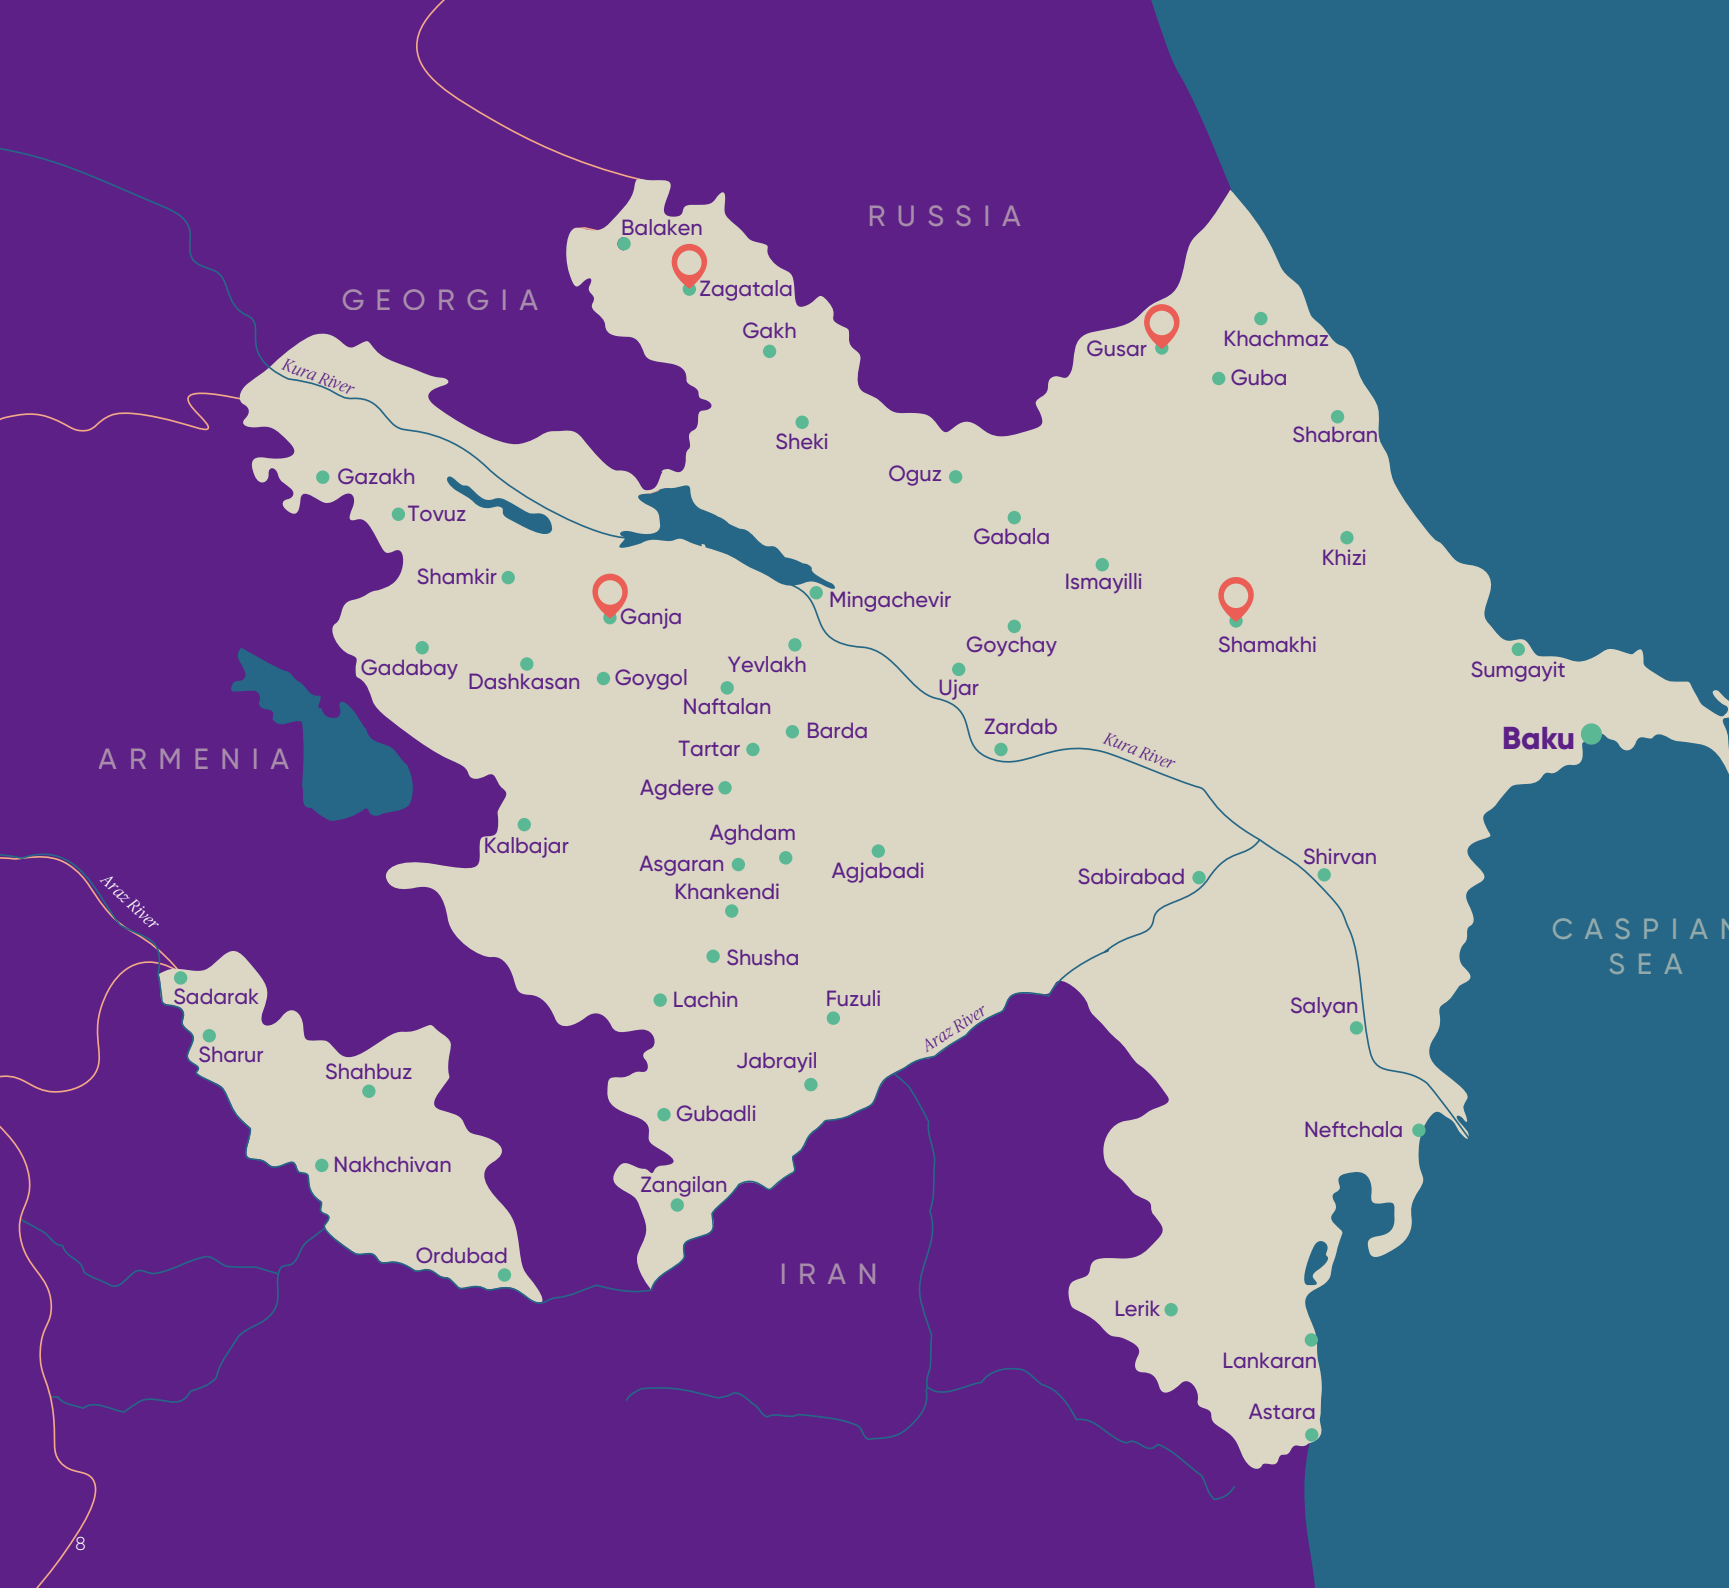 RUSSIA
Balaken
Zagatala
GEORGIA
Gakh
Khachmaz
Gusar
Kura River
Guba
Shabran
Sheki
Oguz
Gazakh
Tovuz
Gabala
Khizi
Shamkir
Ismayilli
Mingachevir
Ganja
Goychay
Shamakhi
Gadabay
Yevlakh
Sumgayit
Dashkasan
Goygol
Ujar
Naftalan
Zardab
Barda
Baku
Tartar
Kura River
ARMENIA
Agdere
Aghdam
Kalbajar
Shirvan
Asgaran
Agjabadi
Sabirabad
Khankendi
Araz River
CASPIAN
SEA
Shusha
Sadarak
Lachin
Fuzuli
Salyan
Araz River
Sharur
Jabrayil
Shahbuz
Gubadli
Neftchala
Nakhchivan
Zangilan
Ordubad
IRAN
Lerik
Lankaran
Astara
8